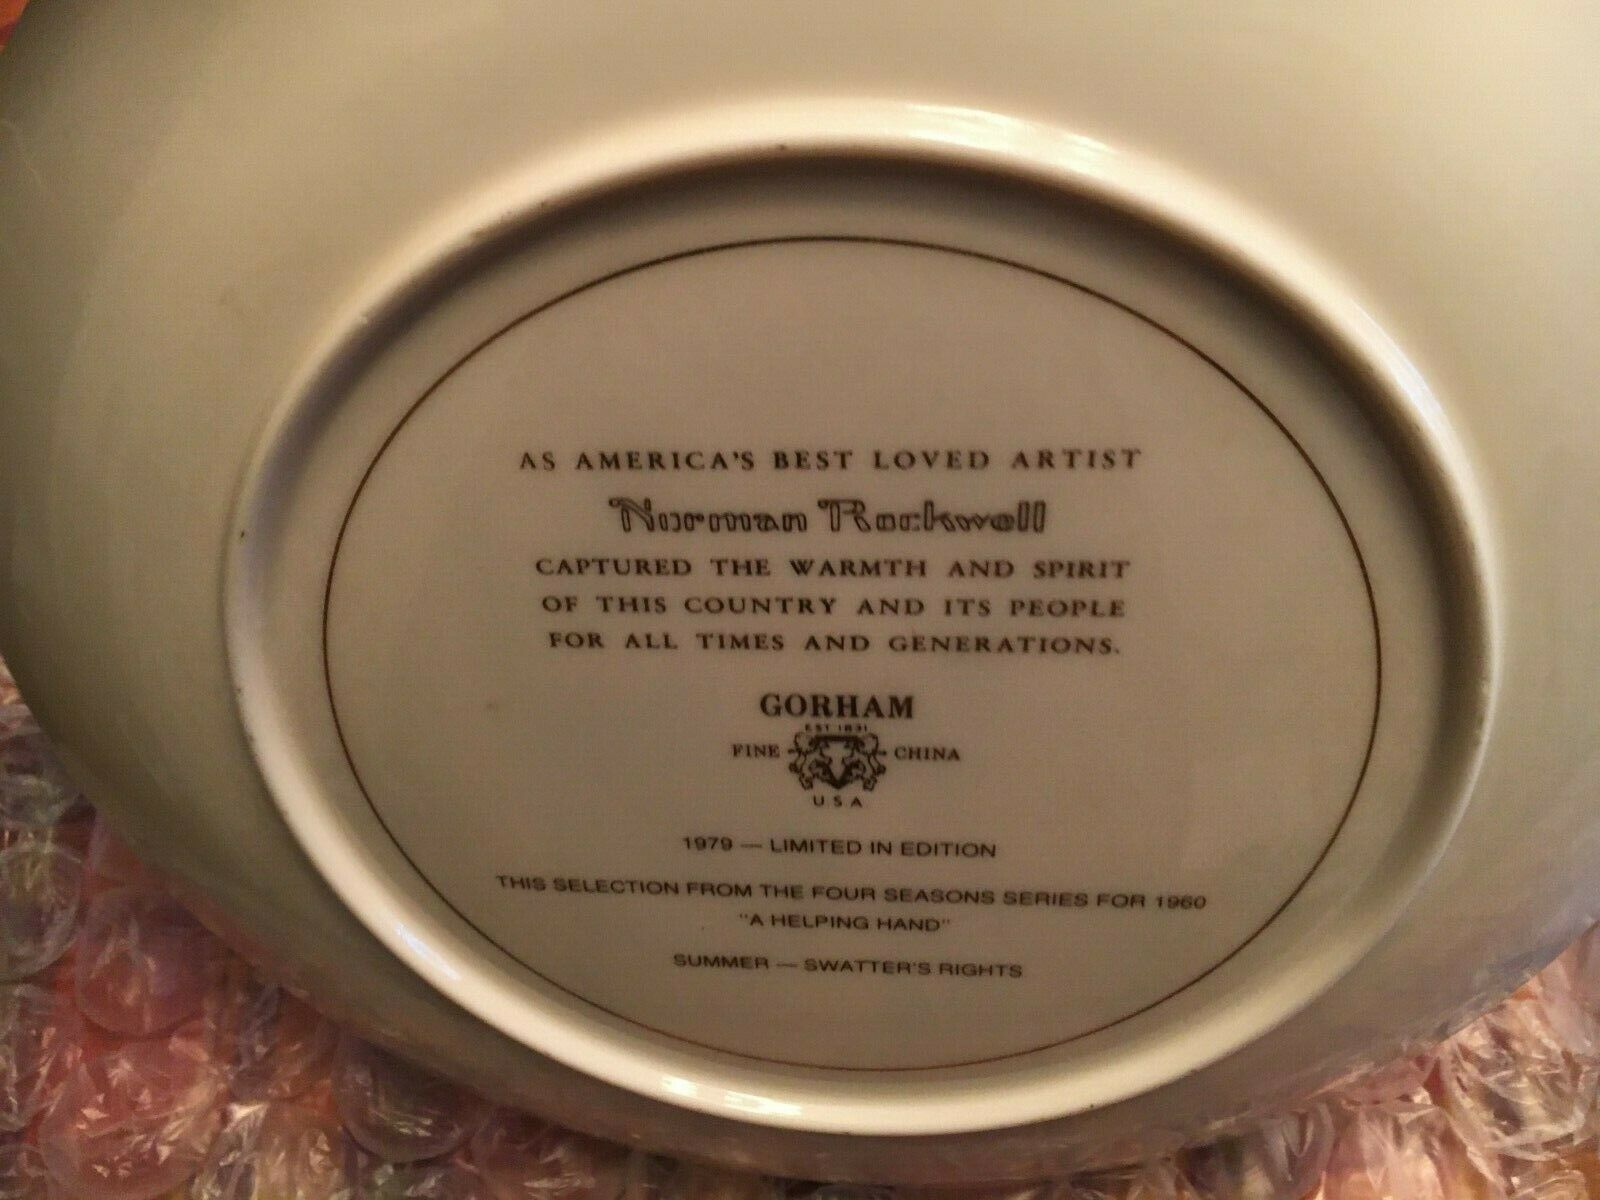 AS AMERICA'S BEST LOVED ARTIST
Norman Rockwell
CAPTURED THE WARMTH AND SPIRIT
OF THIS COUNTRY AND ITS PEOPLE
FOR ALL TIMES AND GENERATIONS.
GORHAM
EST 1831
FINE CHINA
U.S.A
1979 — LIMITED IN EDITION
THIS SELECTION FROM THE FOUR SEASONS SERIES FOR 1960
"A HELPING HAND"
SUMMER — SWATTER'S RIGHTS